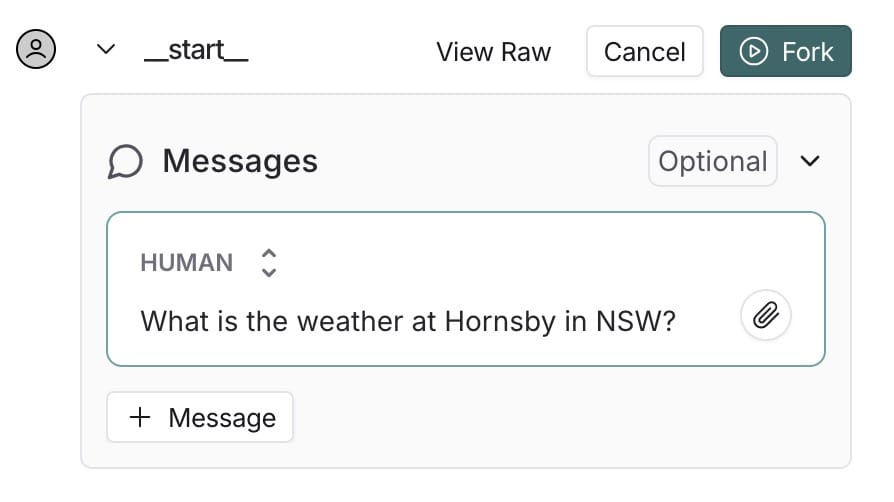 __start__ View Raw Cancel Fork
Messages Optional
HUMAN
What is the weather at Hornsby in NSW?
+ Message